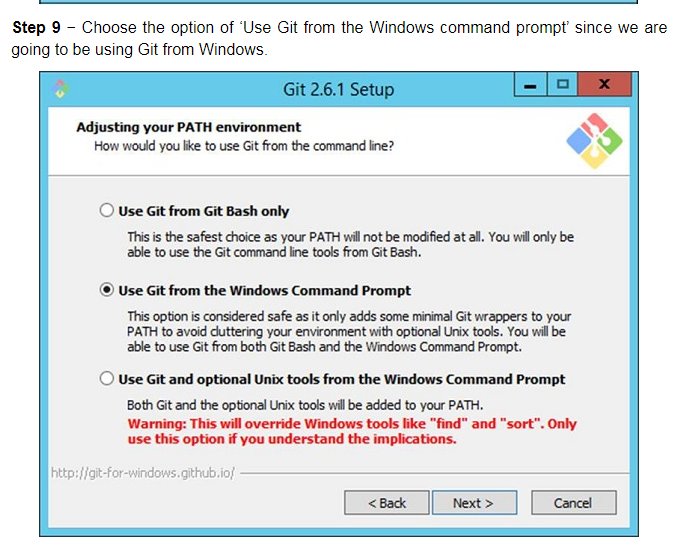 Step 9 – Choose the option of ‘Use Git from the Windows command prompt’ since we are
going to be using Git from Windows.
Git 2.6.1 Setup
Adjusting your PATH environment
How would you like to use Git from the command line?
Use Git from Git Bash only
This is the safest choice as your PATH will not be modified at all. You will only be
able to use the Git command line tools from Git Bash.
Use Git from the Windows Command Prompt
This option is considered safe as it only adds some minimal Git wrappers to your
PATH to avoid cluttering your environment with optional Unix tools. You will be
able to use Git from both Git Bash and the Windows Command Prompt.
Use Git and optional Unix tools from the Windows Command Prompt
Both Git and the optional Unix tools will be added to your PATH.
Warning: This will override Windows tools like "find" and "sort". Only
use this option if you understand the implications.
http://git-for-windows.github.io/
< Back
Next >
Cancel